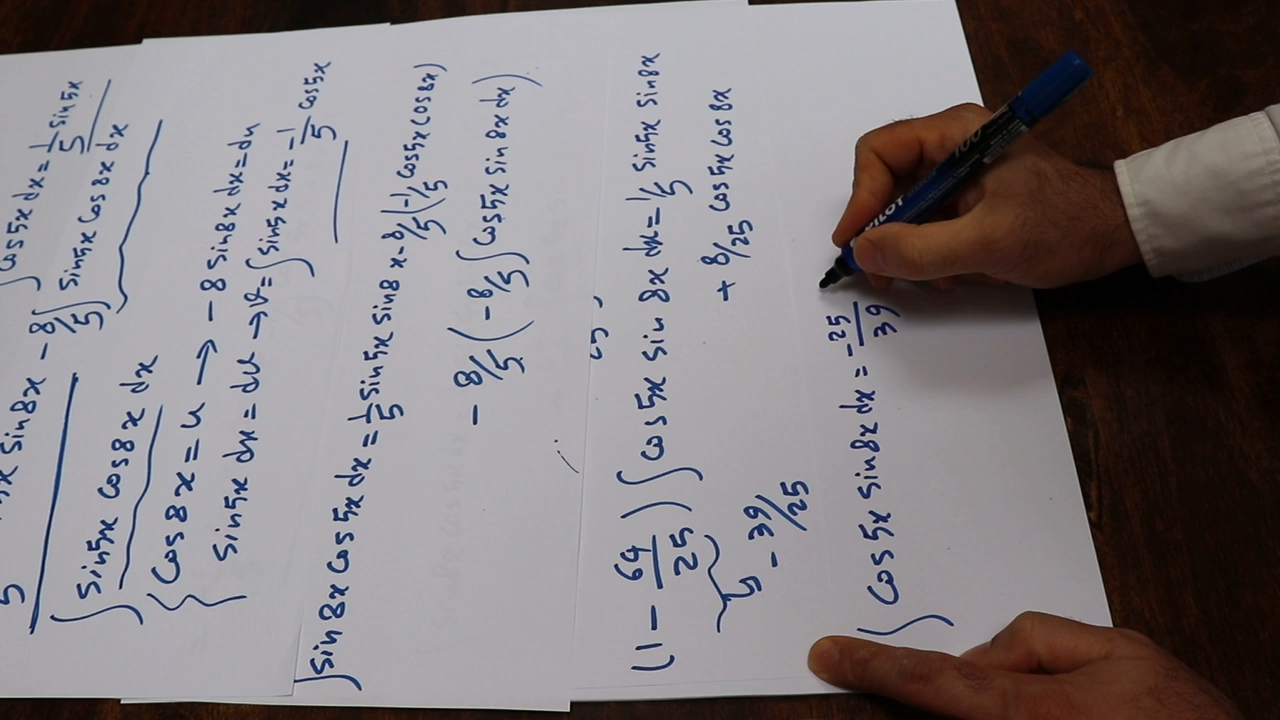 ∫cos5x dx = 1/5 sin5x
5 sin8x - 8/5 ∫ sin5x cos8x dx
∫ sin5x cos8x dx
{ cos8x = u → -8 sin8x dx = du
sin5x dx = dv → v = ∫sin5x dx = -1/5 cos5x
∫sin8x cos5x dx = 1/5 sin5x sin8x - 8/5 (-1/5 cos5x cos8x)
- 8/5 (-8/5 ∫ cos5x sin8x dx)
(1 - 64/25) ∫ cos5x sin8x dx = 1/5 sin5x sin8x
+ 8/25 cos5x cos8x
-39/25
∫ cos5x sin8x dx = -25/39
PILOT
100